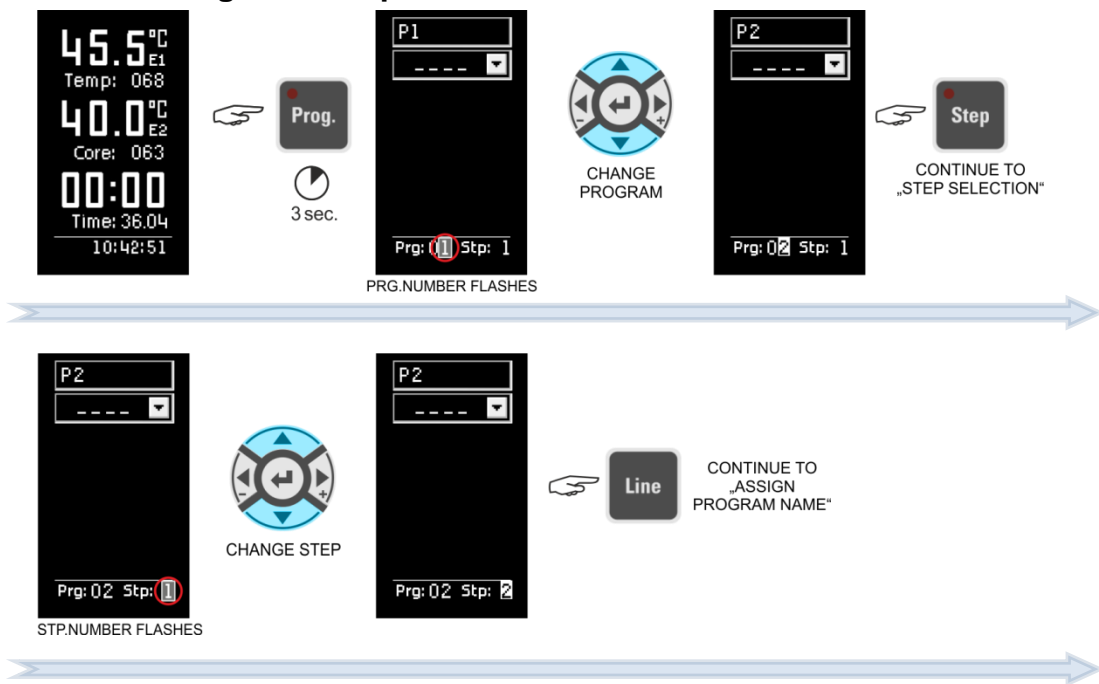 45.5°C
E1
Temp: 068
40.0°C
E2
Core: 063
00:00
Time: 36.04
10:42:51
Prog.
3 sec.
P1
_ _ _ _
Prg: 01 Stp: 1
PRG.NUMBER FLASHES
- +
CHANGE
PROGRAM
P2
_ _ _ _
Prg: 02 Stp: 1
Step
CONTINUE TO
„STEP SELECTION“
P2
_ _ _ _
Prg: 02 Stp: 1
STP.NUMBER FLASHES
- +
CHANGE STEP
P2
_ _ _ _
Prg: 02 Stp: 2
Line
CONTINUE TO
„ASSIGN
PROGRAM NAME“